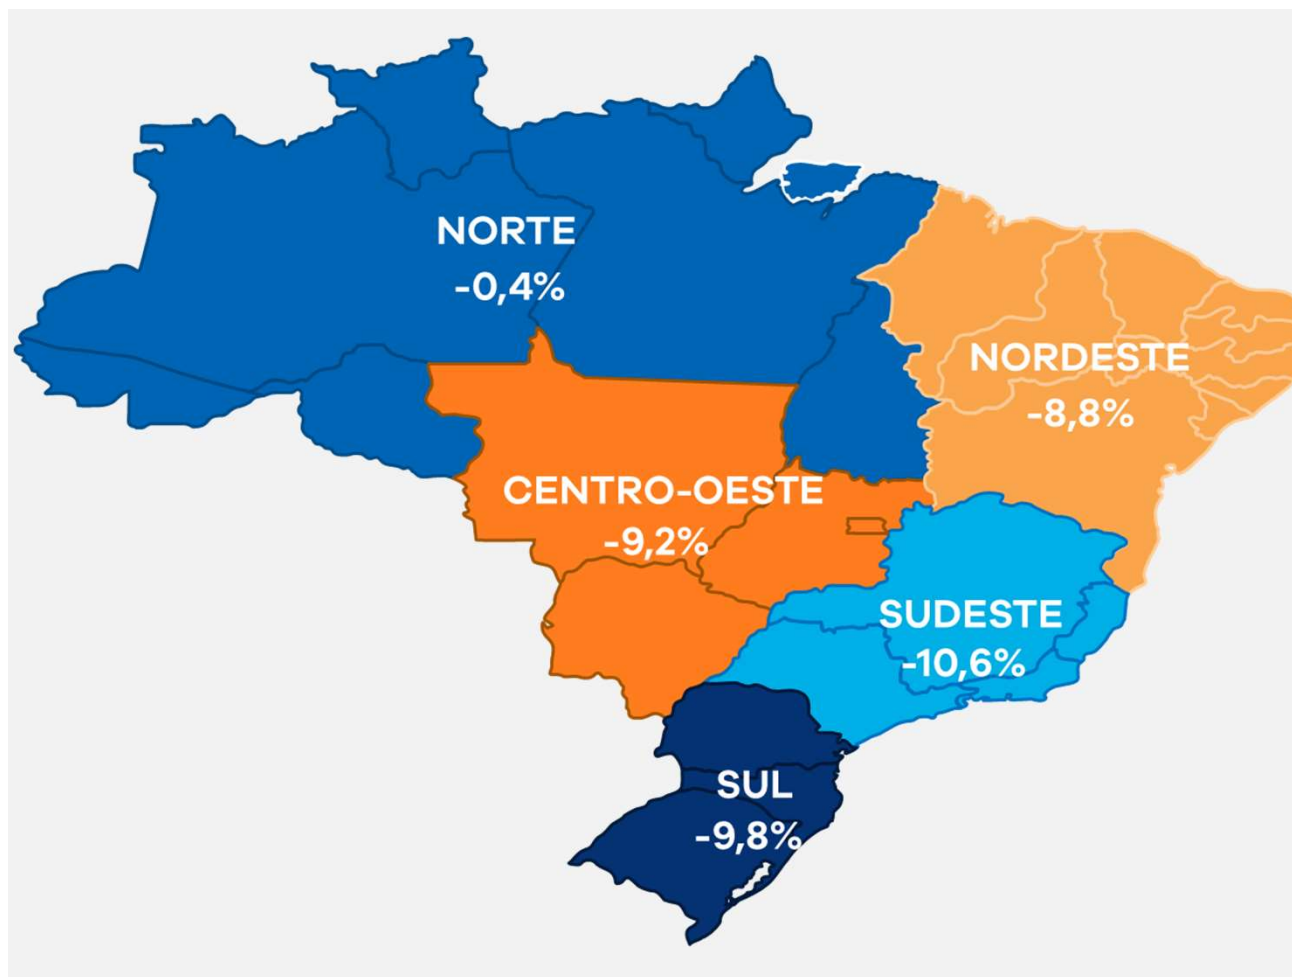 NORTE
-0,4%
NORDESTE
-8,8%
CENTRO-OESTE
-9,2%
SUDESTE
-10,6%
SUL
-9,8%